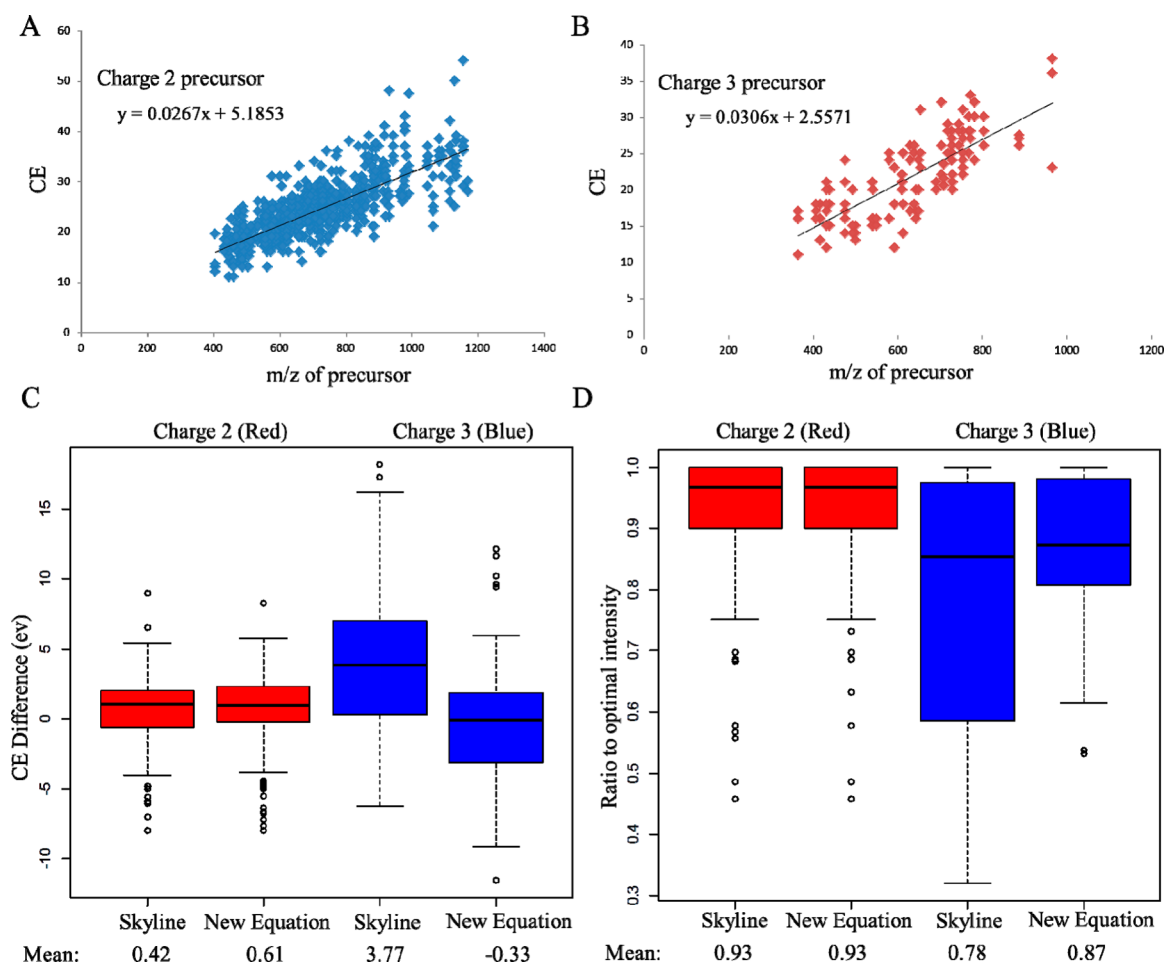 A
B
60
50
40
30
20
10
0
CE
Charge 2 precursor
y = 0.0267x + 5.1853
0 200 400 600 800 1000 1200 1400
m/z of precursor
40
35
30
25
20
15
10
5
0
CE
Charge 3 precursor
y = 0.0306x + 2.5571
0 200 400 600 800 1000 1200
m/z of precursor
C
Charge 2 (Red) Charge 3 (Blue)
15
10
5
0
-5
-10
CE Difference (ev)
Skyline New Equation Skyline New Equation
Mean: 0.42 0.61 3.77 -0.33
D
Charge 2 (Red) Charge 3 (Blue)
1.0
0.9
0.8
0.7
0.6
0.5
0.4
0.3
Ratio to optimal intensity
Skyline New Equation Skyline New Equation
Mean: 0.93 0.93 0.78 0.87